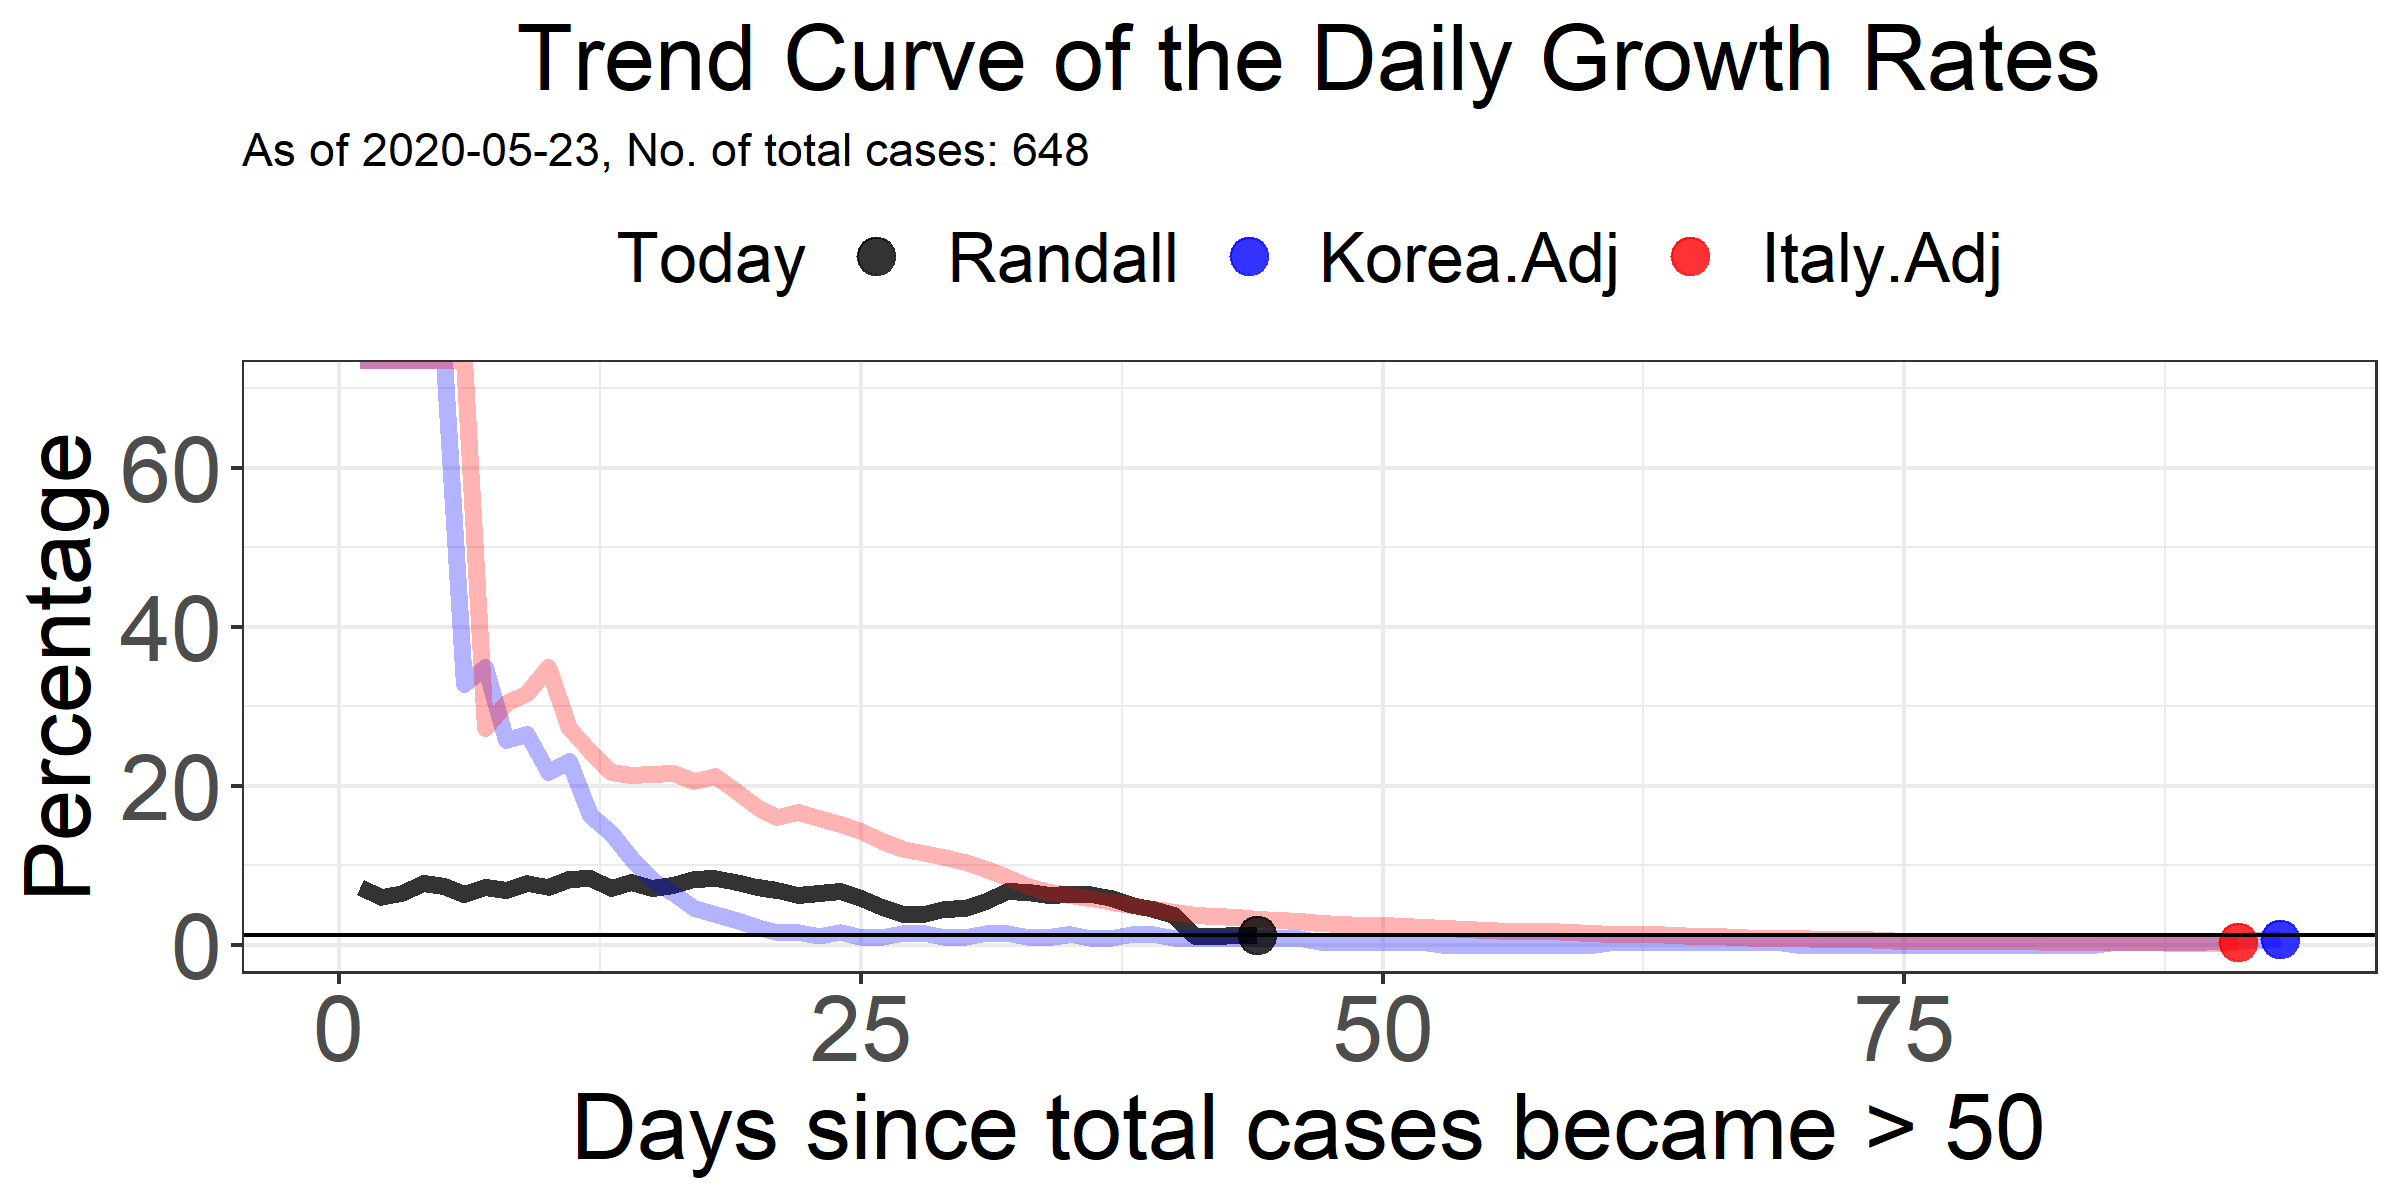 Trend Curve of the Daily Growth Rates
As of 2020-05-23, No. of total cases: 648
Today Randall Korea.Adj Italy.Adj
Percentage
60
40
20
0
0 25 50 75
Days since total cases became > 50